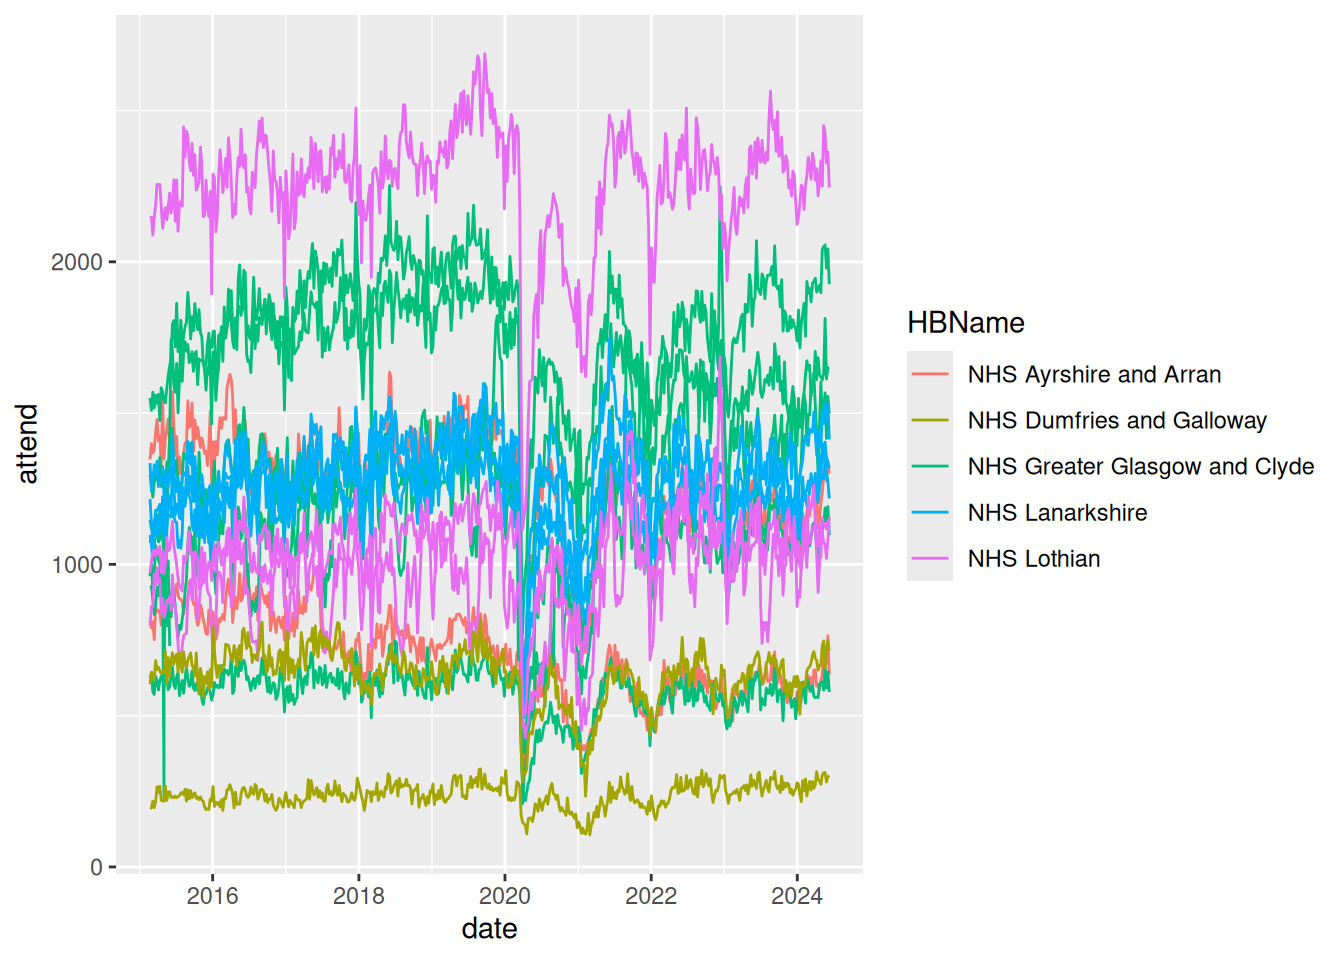 attend
2000
1000
0
2016
2018
2020
2022
2024
date
HBName
NHS Ayrshire and Arran
NHS Dumfries and Galloway
NHS Greater Glasgow and Clyde
NHS Lanarkshire
NHS Lothian